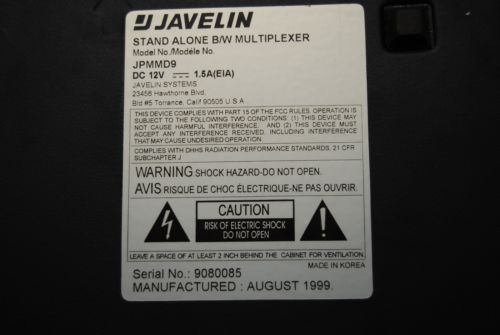 JAVELIN
STAND ALONE B/W MULTIPLEXER
Model No./Modéle No.
JPMMD9
DC 12V 1.5A(EIA)
JAVELIN SYSTEMS
23456 Hawthorne Blvd,
Bld #5 Torrance, Calif 90505 U S A
THIS DEVICE COMPLIES WITH PART 15 OF THE FCC RULES, OPERATION IS
SUBJECT TO THE FOLLOWING TWO CONDITIONS: (1) THIS DEVICE MAY
NOT CAUSE HARMFUL INTERFERENCE, AND (2) THIS DEVICE MUST
ACCEPT ANY INTERFERENCE RECEIVED, INCLUDING INTERFERENCE
THAT MAY CAUSE UNDESIRED OPERATION
COMPLIES WITH DHHS RADIATION PERFORMANCE STANDARDS, 21 CFR
SUBCHAPTER J
WARNING SHOCK HAZARD-DO NOT OPEN.
AVIS RISQUE DE CHOC ÉLECTRIQUE-NE PAS OUVRIR.
CAUTION
RISK OF ELECTRIC SHOCK
DO NOT OPEN
LEAVE A SPACE OF AT LEAST 2 INCH BEHIND THE CABINET FOR VENTILATION.
MADE IN KOREA
Serial No.: 9080085
MANUFACTURED : AUGUST 1999.